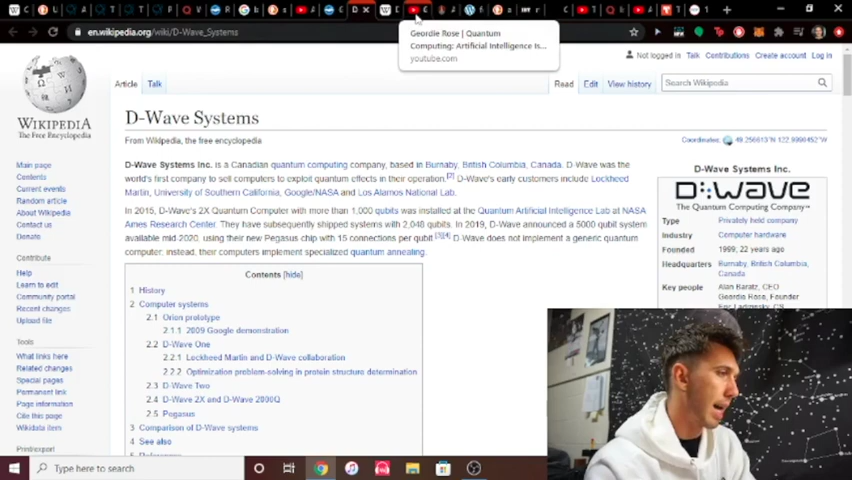 en.wikipedia.org/wiki/D-Wave_Systems
Geordie Rose | Quantum
Computing: Artificial Intelligence Is...
youtube.com
Not logged in Talk Contributions Create account Log in
Article Talk
Read Edit View history
Search Wikipedia
WIKIPEDIA
The Free Encyclopedia
D-Wave Systems
From Wikipedia, the free encyclopedia
Coordinates:
Main page
Contents
Current events
Random article
About Wikipedia
Contact us
Donate
Contribute
Help
Learn to edit
Community portal
Recent changes
Upload file
Tools
What links here
Related changes
Special pages
Permanent link
Page information
Cite this page
Wikidata item
Print/export
D-Wave Systems Inc. is a Canadian quantum computing company, based in Burnaby, British Columbia, Canada. D-Wave was the
world's first company to sell computers to exploit quantum effects in their operation.[2] D-Wave's early customers include Lockheed
Martin, University of Southern California, Google/NASA and Los Alamos National Lab.
In 2015, D-Wave's 2X Quantum Computer with more than 1,000 qubits was installed at the Quantum Artificial Intelligence Lab at NASA
Ames Research Center. They have subsequently shipped systems with 2,048 qubits. In 2019, D-Wave announced a 5000 qubit system
available mid-2020, using their new Pegasus chip with 15 connections per qubit.[3][4] D-Wave does not implement a generic quantum
computer; instead, their computers implement specialized quantum annealing.
Contents [hide]
1 History
2 Computer systems
2.1 Orion prototype
2.1.1 2009 Google demonstration
2.2 D-Wave One
2.2.1 Lockheed Martin and D-Wave collaboration
2.2.2 Optimization problem-solving in protein structure determination
2.3 D-Wave Two
2.4 D-Wave 2X and D-Wave 2000Q
2.5 Pegasus
3 Comparison of D-Wave systems
4 See also
D-Wave Systems Inc.
D:wave
The Quantum Computing Company™
Type Privately held company
Industry Computer hardware
Founded 1999; 22 years ago
Headquarters Burnaby, British Columbia,
Canada
Key people Alan Baratz, CEO
Geordie Rose, Founder
Type here to search